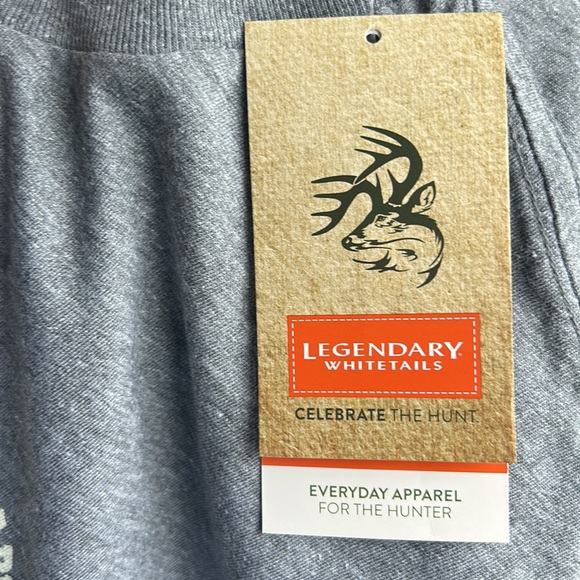 LEGENDARY®
WHITETAILS
CELEBRATE THE HUNT.
EVERYDAY APPAREL
FOR THE HUNTER